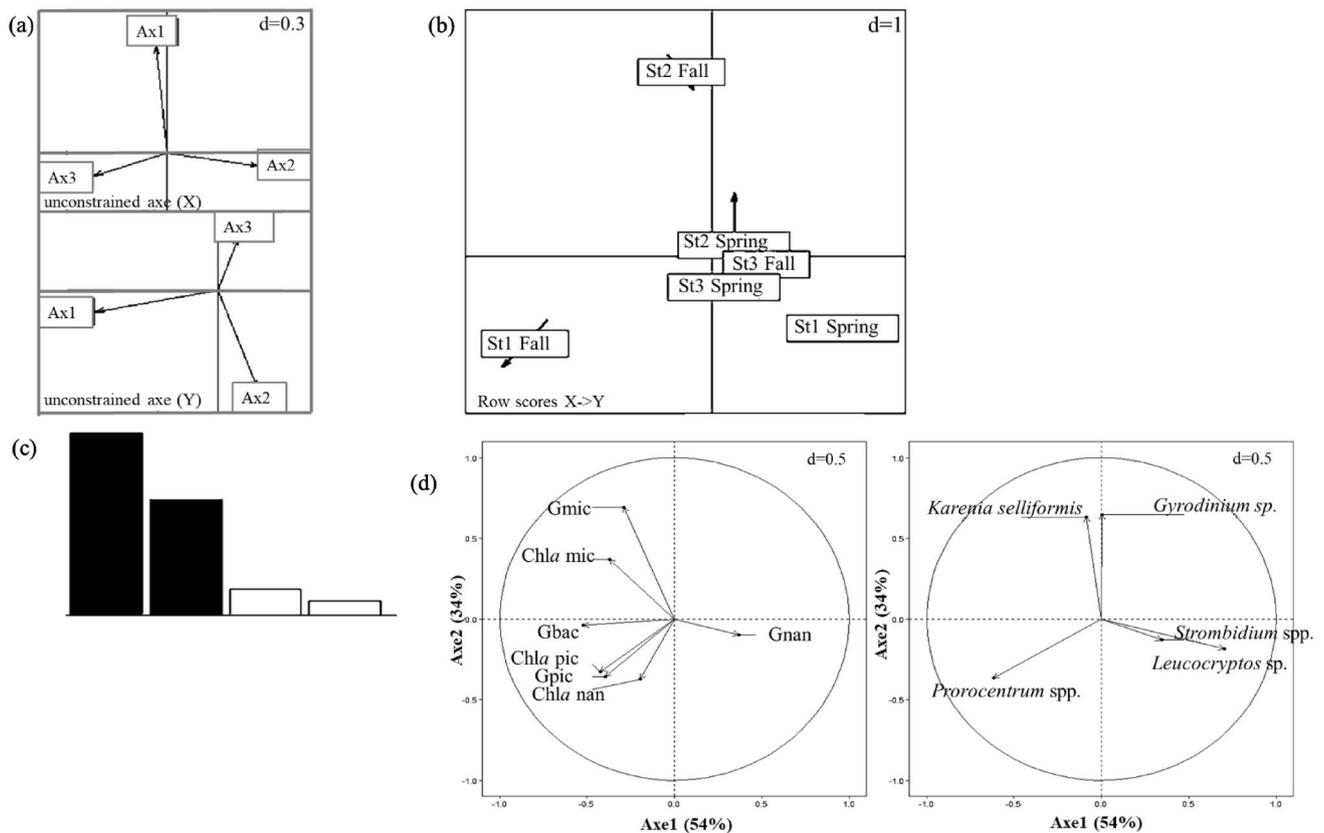 (a)
d=0.3
Ax1
Ax3
Ax2
unconstrained axe (X)
Ax3
Ax1
unconstrained axe (Y)
Ax2
(b)
d=1
St2 Fall
St2 Spring
St3 Fall
St3 Spring
St1 Spring
St1 Fall
Row scores X->Y
(c)
(d)
d=0.5
1.0
Gmic
0.5
Chla mic
0.0
Gbac
Gnan
Chla pic
Gpic
Chla nan
-0.5
-1.0
Axe2 (34%)
-1.0 -0.5 0.0 0.5 1.0
Axe1 (54%)
d=0.5
1.0
Karenia selliformis
Gyrodinium sp.
0.5
0.0
Strombidium spp.
Leucocryptos sp.
-0.5
Prorocentrum spp.
-1.0
Axe2 (34%)
-1.0 -0.5 0.0 0.5 1.0
Axe1 (54%)